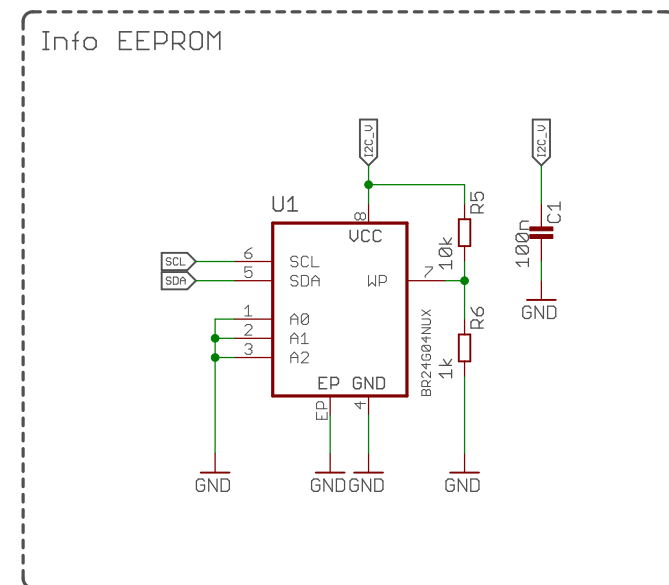 Info EEPROM
I2C_V
I2C_V
U1
8
VCC
R5
10k
C1
100n
GND
SCL
6
SCL
SDA
5
SDA
WP
7
1
A0
2
A1
3
A2
R6
1k
BR24G04NUX
EP
GND
EP
4
GND
GND
GND
GND